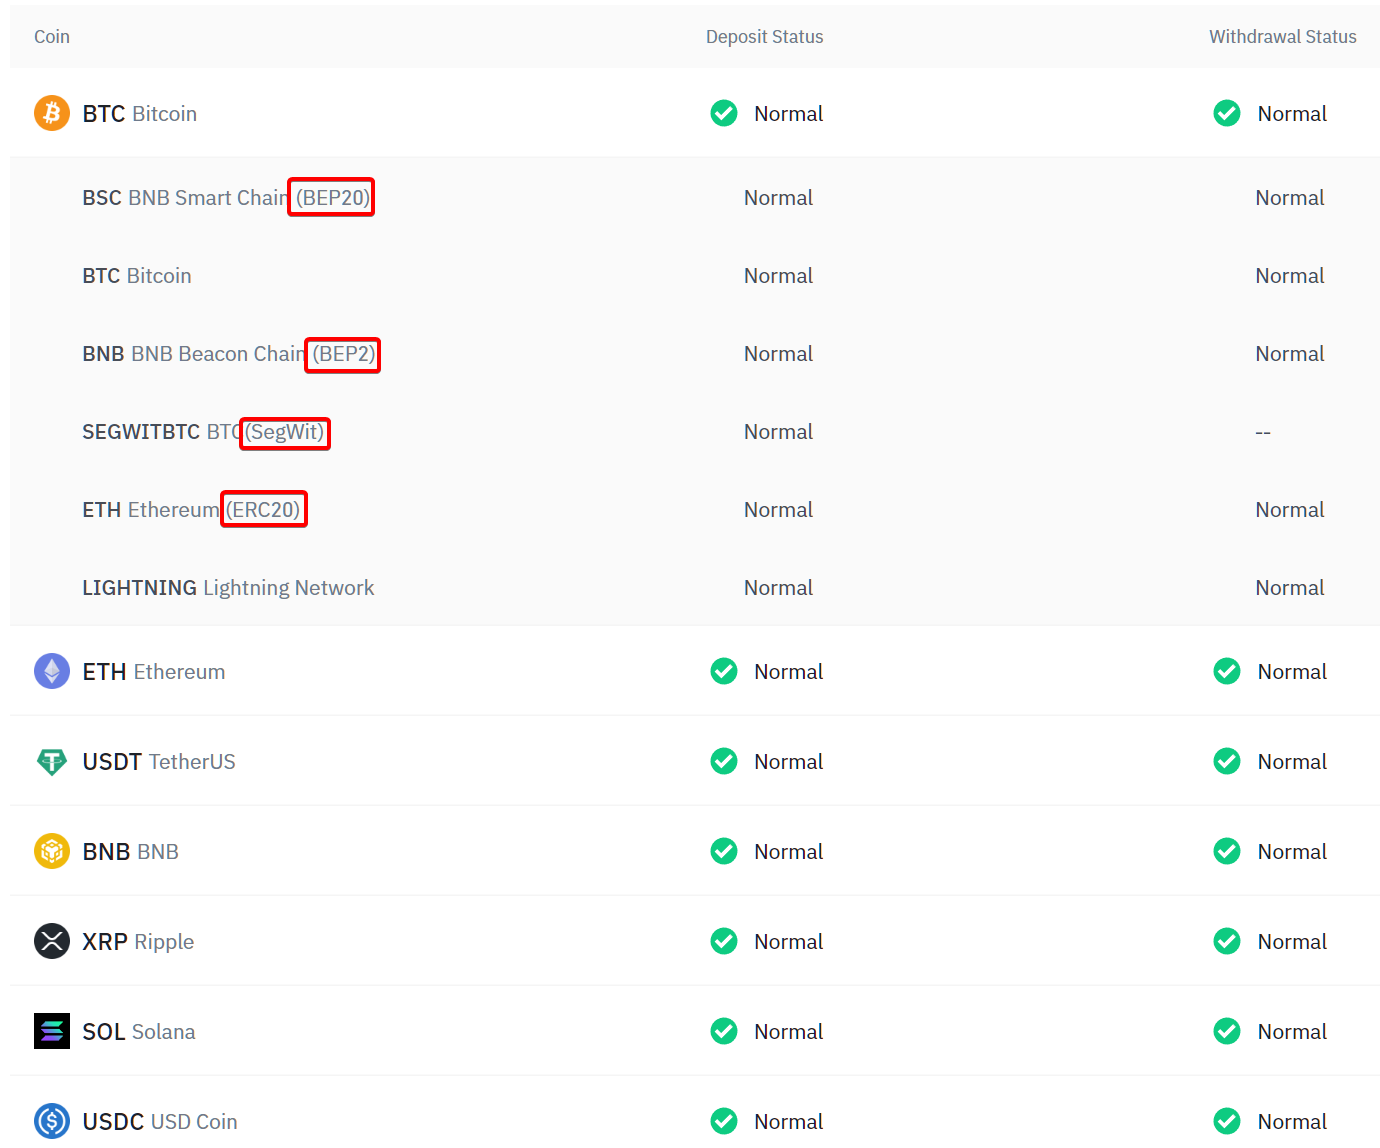 Coin Deposit Status Withdrawal Status
BTC Bitcoin Normal Normal
BSC BNB Smart Chain (BEP20) Normal Normal
BTC Bitcoin Normal Normal
BNB BNB Beacon Chain (BEP2) Normal Normal
SEGWITBTC BTC(SegWit) Normal --
ETH Ethereum (ERC20) Normal Normal
LIGHTNING Lightning Network Normal Normal
ETH Ethereum Normal Normal
USDT TetherUS Normal Normal
BNB BNB Normal Normal
XRP Ripple Normal Normal
SOL Solana Normal Normal
USDC USD Coin Normal Normal